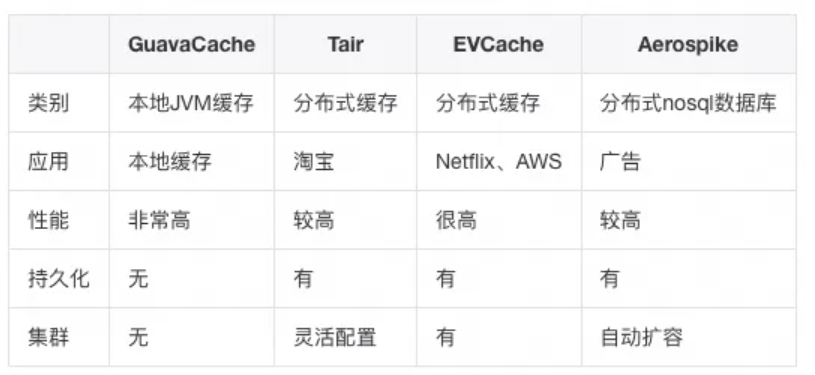 GuavaCache Tair EVCache Aerospike
类别 本地JVM缓存 分布式缓存 分布式缓存 分布式nosql数据库
应用 本地缓存 淘宝 Netflix、AWS 广告
性能 非常高 较高 很高 较高
持久化 无 有 有 有
集群 无 灵活配置 有 自动扩容